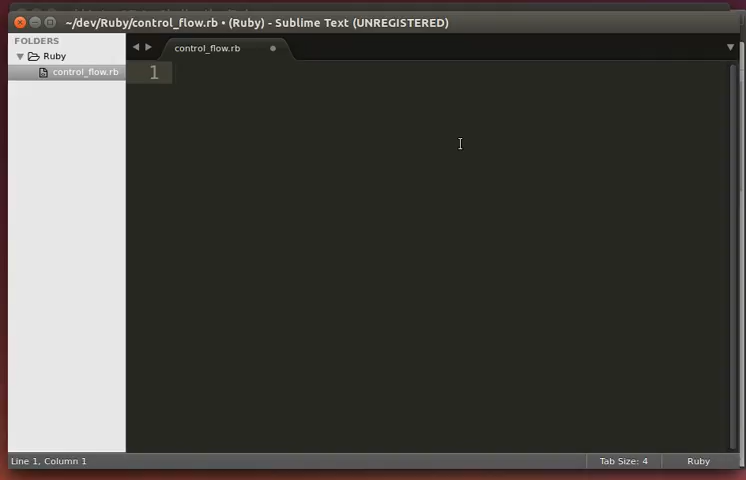 ~/dev/Ruby/control_flow.rb • (Ruby) - Sublime Text (UNREGISTERED)
FOLDERS
Ruby
control_flow.rb
control_flow.rb
1
Line 1, Column 1
Tab Size: 4
Ruby